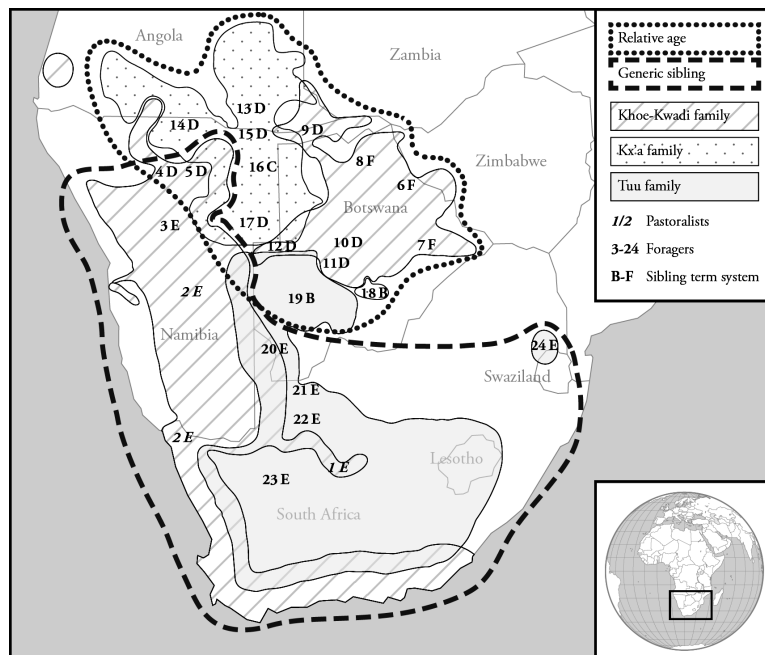 Angola
Zambia
Relative age
Generic sibling
Khoe-Kwadi family
Kx'a family
Tuu family
1/2 Pastoralists
3-24 Foragers
B-F Sibling term system
13 D
14 D
15 D
9 D
16 C
8 F
Zimbabwe
4 D
5 D
6 F
Botswana
3 E
17 D
10 D
7 F
12 D
11 D
2 E
19 B
18 B
Namibia
20 E
24 E
Swaziland
21 E
22 E
2 E
1 E
Lesotho
23 E
South Africa